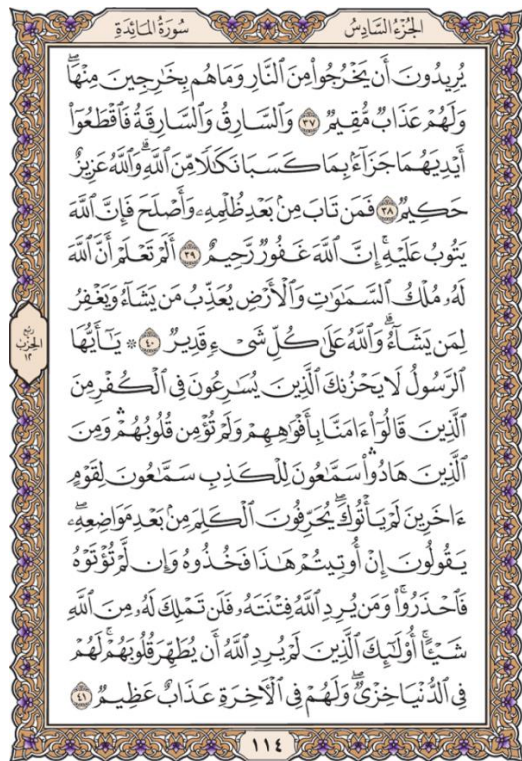 الجُزْءُ السَّادِسُ
سُورَةُ المَائِدَةِ
يُرِيدُونَ أَن يَخْرُجُوا۟ مِنَ ٱلنَّارِ وَمَا هُم بِخَـٰرِجِينَ مِنْهَا ۖ
وَلَهُمْ عَذَابٌ مُّقِيمٌ ٣٧ وَٱلسَّارِقُ وَٱلسَّارِقَةُ فَٱقْطَعُوٓا۟
أَيْدِيَهُمَا جَزَآءًۢ بِمَا كَسَبَا نَكَـٰلًا مِّنَ ٱللَّهِ ۗ وَٱللَّهُ عَزِيزٌ
حَكِيمٌ ٣٨ فَمَن تَابَ مِنۢ بَعْدِ ظُلْمِهِۦ وَأَصْلَحَ فَإِنَّ ٱللَّهَ
يَتُوبُ عَلَيْهِ ۗ إِنَّ ٱللَّهَ غَفُورٌ رَّحِيمٌ ٣٩ أَلَمْ تَعْلَمْ أَنَّ ٱللَّهَ
لَهُۥ مُلْكُ ٱلسَّمَـٰوَٰتِ وَٱلْأَرْضِ يُعَذِّبُ مَن يَشَآءُ وَيَغْفِرُ
لِمَن يَشَآءُ ۗ وَٱللَّهُ عَلَىٰ كُلِّ شَىْءٍ قَدِيرٌ ٤٠ ۞ يَـٰٓأَيُّهَا
ٱلرَّسُولُ لَا يَحْزُنكَ ٱلَّذِينَ يُسَـٰرِعُونَ فِى ٱلْكُفْرِ مِنَ
ٱلَّذِينَ قَالُوٓا۟ ءَامَنَّا بِأَفْوَٰهِهِمْ وَلَمْ تُؤْمِن قُلُوبُهُمْ ۛ وَمِنَ
ٱلَّذِينَ هَادُوا۟ ۛ سَمَّـٰعُونَ لِلْكَذِبِ سَمَّـٰعُونَ لِقَوْمٍ
ءَاخَرِينَ لَمْ يَأْتُوكَ ۖ يُحَرِّفُونَ ٱلْكَلِمَ مِنۢ بَعْدِ مَوَاضِعِهِۦ ۖ
يَقُولُونَ إِنْ أُوتِيتُمْ هَـٰذَا فَخُذُوهُ وَإِن لَّمْ تُؤْتَوْهُ
فَٱحْذَرُوا۟ ۚ وَمَن يُرِدِ ٱللَّهُ فِتْنَتَهُۥ فَلَن تَمْلِكَ لَهُۥ مِنَ ٱللَّهِ
شَيْـًٔا ۚ أُو۟لَـٰٓئِكَ ٱلَّذِينَ لَمْ يُرِدِ ٱللَّهُ أَن يُطَهِّرَ قُلُوبَهُمْ ۚ لَهُمْ
فِى ٱلدُّنْيَا خِزْىٌ ۖ وَلَهُمْ فِى ٱلْـَٔاخِرَةِ عَذَابٌ عَظِيمٌ ٤١
ربع
الحزب
١٢
١١٤